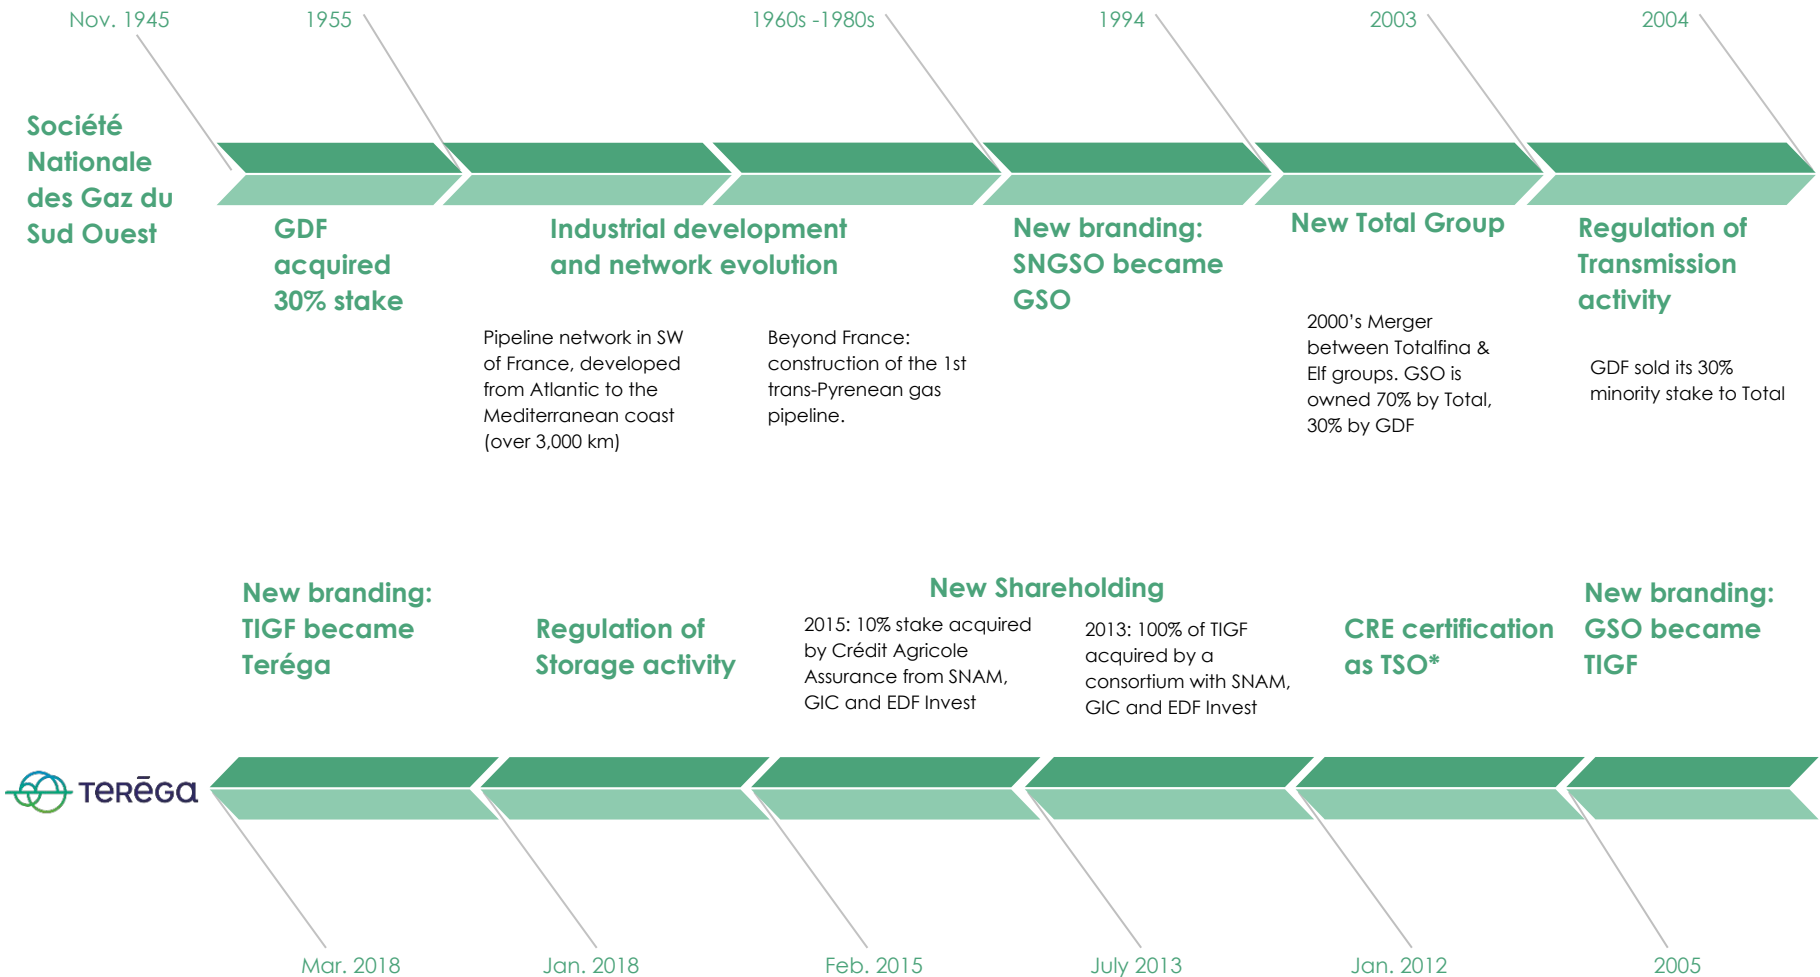 Nov. 1945
1955
1960s -1980s
1994
2003
2004
Société
Nationale
des Gaz du
Sud Ouest
GDF
acquired
30% stake
Industrial development
and network evolution
Pipeline network in SW
of France, developed
from Atlantic to the
Mediterranean coast
(over 3,000 km)
Beyond France:
construction of the 1st
trans-Pyrenean gas
pipeline.
New branding:
SNGSO became
GSO
New Total Group
2000’s Merger
between Totalfina &
Elf groups. GSO is
owned 70% by Total,
30% by GDF
Regulation of
Transmission
activity
GDF sold its 30%
minority stake to Total
New branding:
TIGF became
Teréga
Regulation of
Storage activity
New Shareholding
2015: 10% stake acquired
by Crédit Agricole
Assurance from SNAM,
GIC and EDF Invest
2013: 100% of TIGF
acquired by a
consortium with SNAM,
GIC and EDF Invest
CRE certification
as TSO*
New branding:
GSO became
TIGF
TERĒGA
Mar. 2018
Jan. 2018
Feb. 2015
July 2013
Jan. 2012
2005